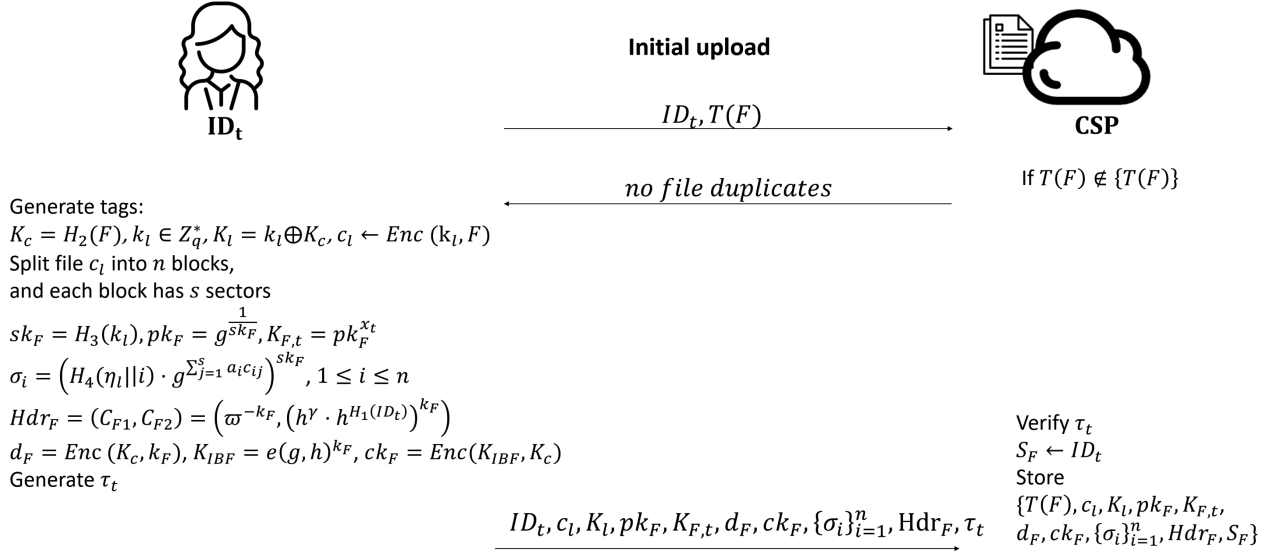 Initial upload
ID_t
CSP
ID_t, T(F)
If T(F) ∉ {T(F)}
no file duplicates
Generate tags:
K_c = H_2(F), k_l ∈ Z_q^*, K_l = k_l⊕K_c, c_l ← Enc (k_l, F)
Split file c_l into n blocks,
and each block has s sectors
sk_F = H_3(k_l), pk_F = g^{1/sk_F}, K_{F,t} = pk_F^{x_t}
σ_i = (H_4(η_l||i) · g^{∑_{j=1}^{s} a_i c_{ij}})^{sk_F}, 1 ≤ i ≤ n
Hdr_F = (C_{F1}, C_{F2}) = (ϖ^{-k_F}, (h^γ · h^{H_1(ID_t)})^{k_F})
d_F = Enc (K_c, k_F), K_{IBF} = e(g, h)^{k_F}, ck_F = Enc(K_{IBF}, K_c)
Generate τ_t
Verify τ_t
S_F ← ID_t
Store
{T(F), c_l, K_l, pk_F, K_{F,t},
d_F, ck_F, {σ_i}_{i=1}^n, Hdr_F, S_F}
ID_t, c_l, K_l, pk_F, K_{F,t}, d_F, ck_F, {σ_i}_{i=1}^n, Hdr_F, τ_t